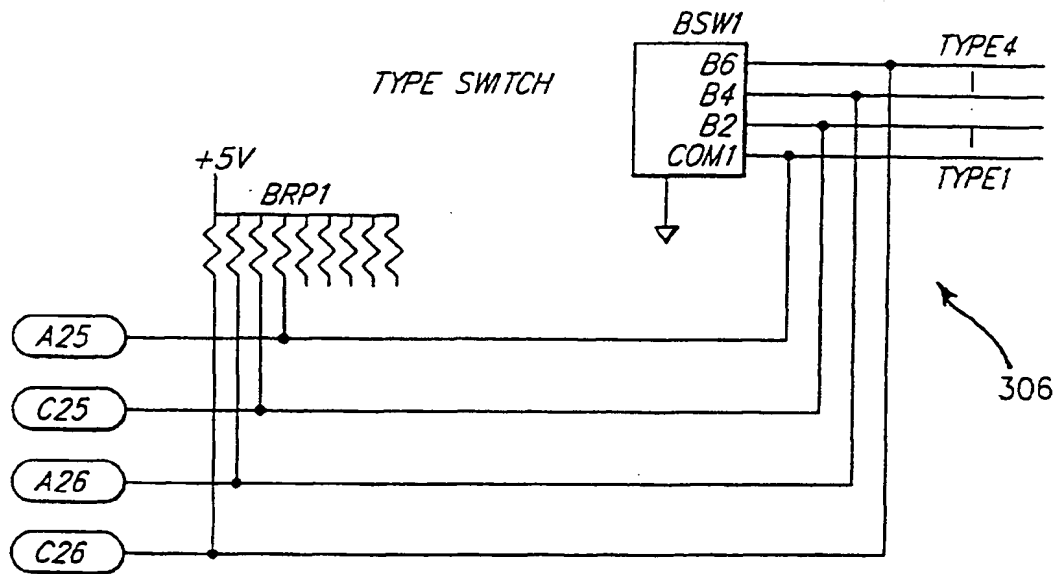 BSW1
TYPE SWITCH
B6
B4
B2
COM1
TYPE4
TYPE1
+5V
BRP1
A25
C25
A26
C26
306